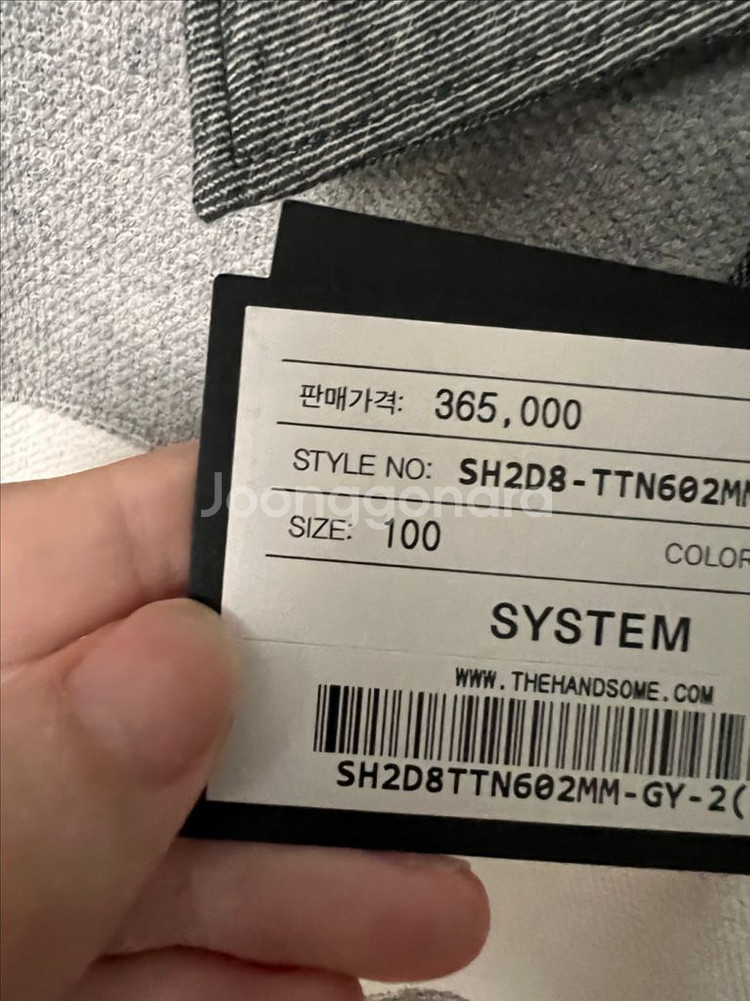 판매가격: 365,000
STYLE NO: SH2D8-TTN602MM
SIZE: 100 COLOR
Joonggonara
SYSTEM
WWW.THEHANDSOME.COM
SH2D8TTN602MM-GY-2(